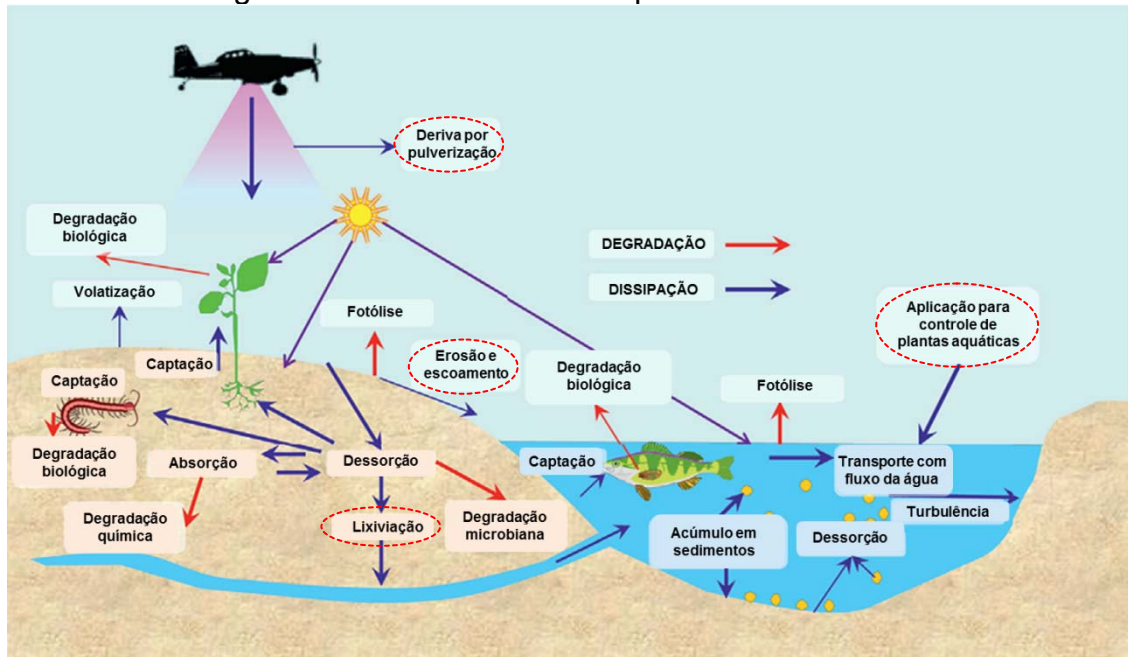 Deriva por
pulverização
Degradação
biológica
DEGRADAÇÃO
DISSIPAÇÃO
Volatização
Fotólise
Aplicação para
controle de
plantas aquáticas
Captação
Erosão e
escoamento
Degradação
biológica
Fotólise
Captação
Degradação
biológica
Absorção
Dessorção
Captação
Transporte com
fluxo da água
Turbulência
Degradação
química
Lixiviação
Degradação
microbiana
Acúmulo em
sedimentos
Dessorção